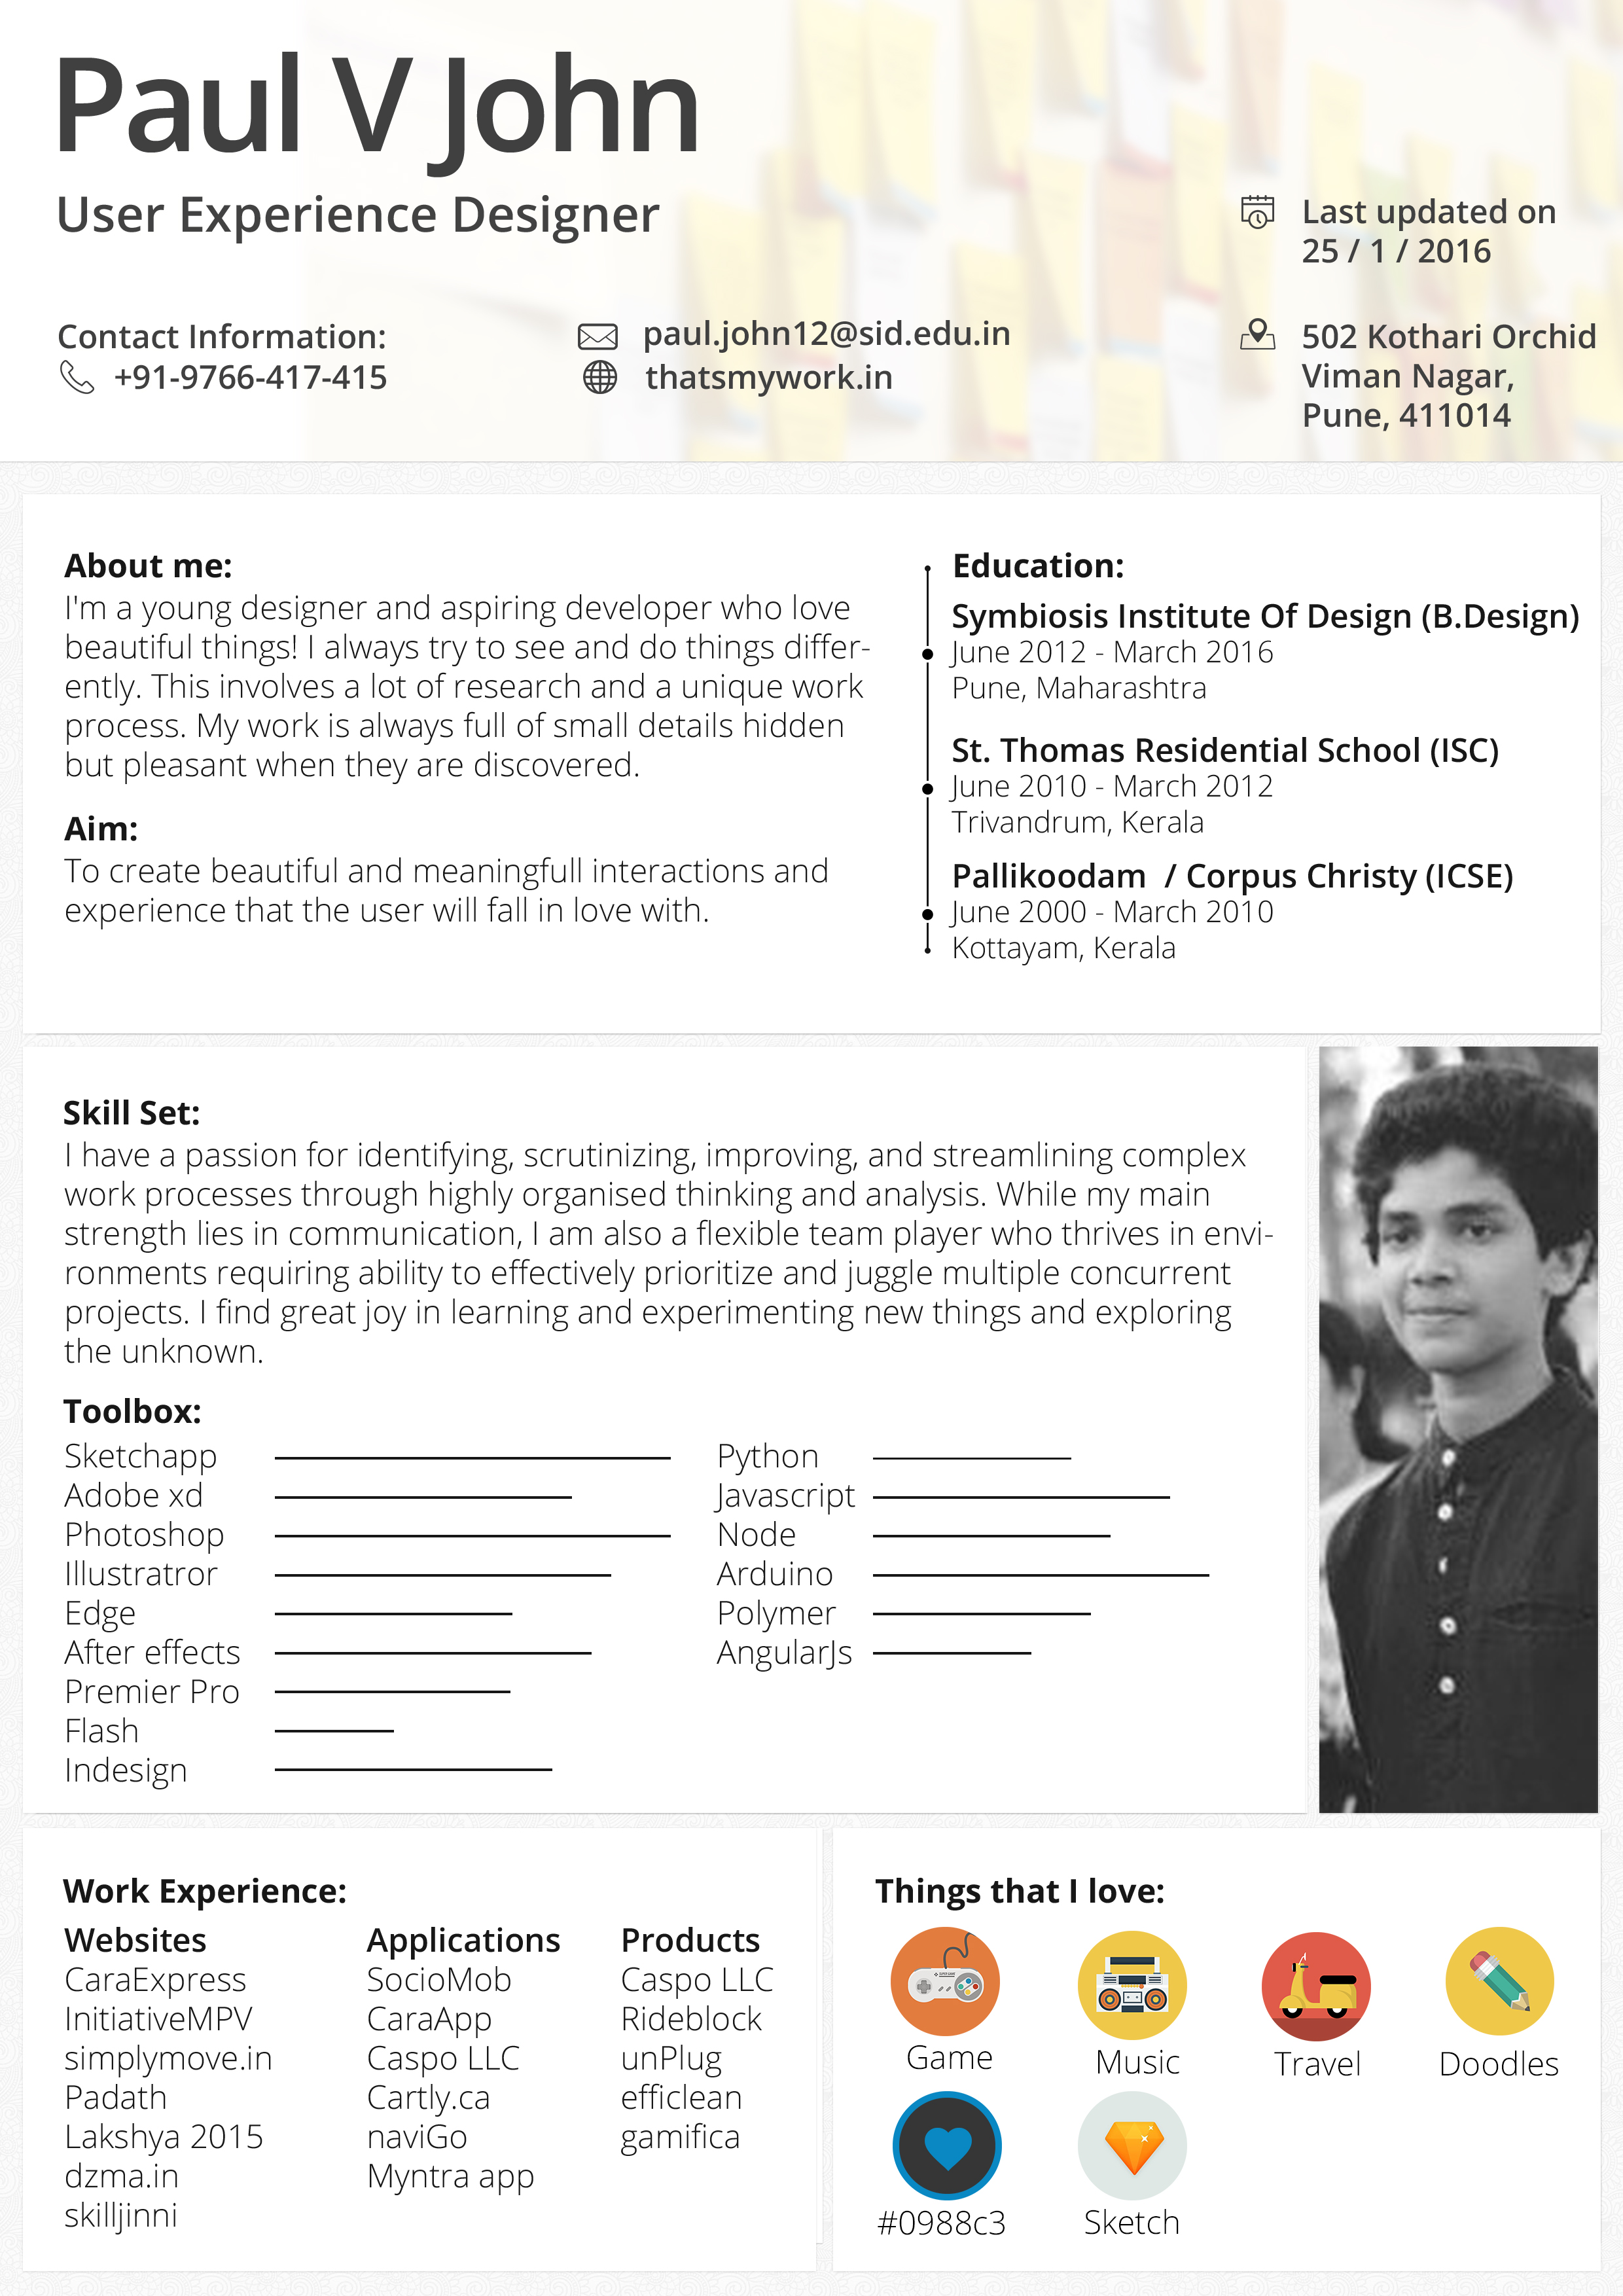 Paul V John
User Experience Designer
Last updated on
25 / 1 / 2016
Contact Information:
+91-9766-417-415
paul.john12@sid.edu.in
thatsmywork.in
502 Kothari Orchid
Viman Nagar,
Pune, 411014
About me:
I'm a young designer and aspiring developer who love
beautiful things! I always try to see and do things differ-
ently. This involves a lot of research and a unique work
process. My work is always full of small details hidden
but pleasant when they are discovered.
Aim:
To create beautiful and meaningfull interactions and
experience that the user will fall in love with.
Education:
Symbiosis Institute Of Design (B.Design)
June 2012 - March 2016
Pune, Maharashtra
St. Thomas Residential School (ISC)
June 2010 - March 2012
Trivandrum, Kerala
Pallikoodam  / Corpus Christy (ICSE)
June 2000 - March 2010
Kottayam, Kerala
Skill Set:
I have a passion for identifying, scrutinizing, improving, and streamlining complex
work processes through highly organised thinking and analysis. While my main
strength lies in communication, I am also a flexible team player who thrives in envi-
ronments requiring ability to effectively prioritize and juggle multiple concurrent
projects. I find great joy in learning and experimenting new things and exploring
the unknown.
Toolbox:
Sketchapp
Adobe xd
Photoshop
Illustratror
Edge
After effects
Premier Pro
Flash
Indesign
Python
Javascript
Node
Arduino
Polymer
AngularJs
Work Experience:
Websites
CaraExpress
InitiativeMPV
simplymove.in
Padath
Lakshya 2015
dzma.in
skilljinni
Applications
SocioMob
CaraApp
Caspo LLC
Cartly.ca
naviGo
Myntra app
Products
Caspo LLC
Rideblock
unPlug
efficlean
gamifica
Things that I love:
Game
Music
Travel
Doodles
#0988c3
Sketch